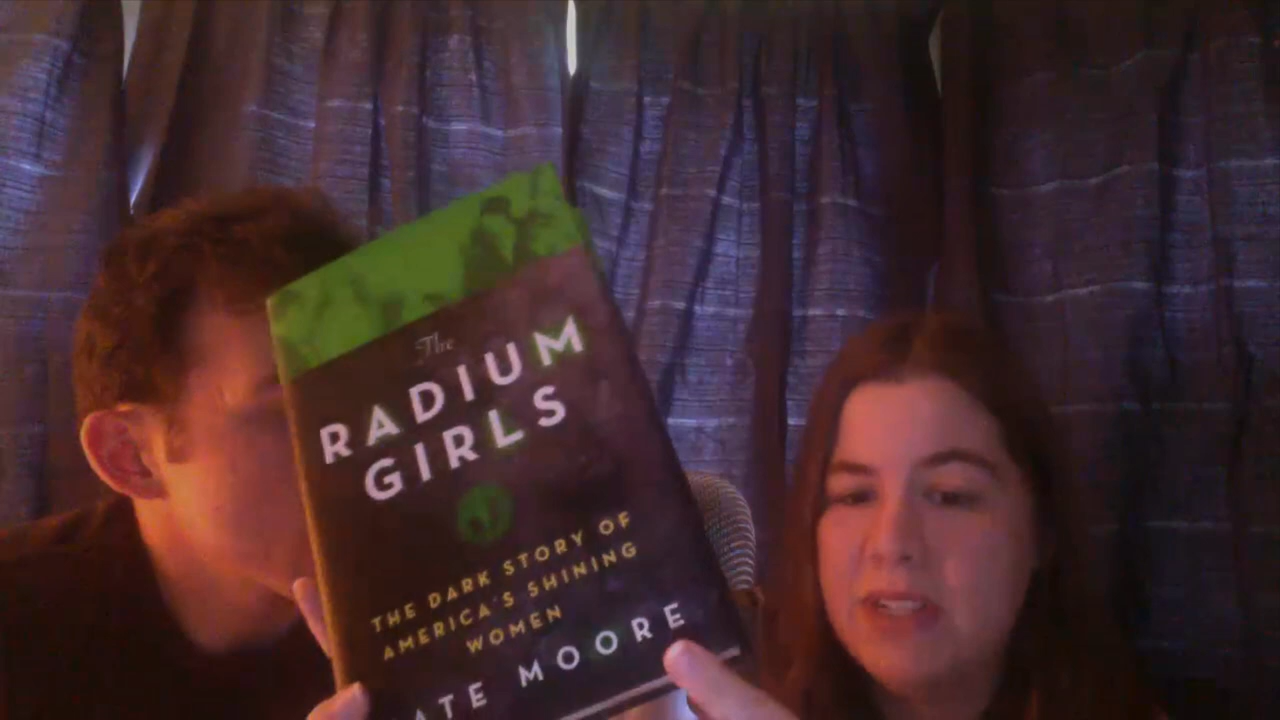 The
RADIUM
GIRLS
THE DARK STORY OF
AMERICA'S SHINING
WOMEN
ATE MOORE